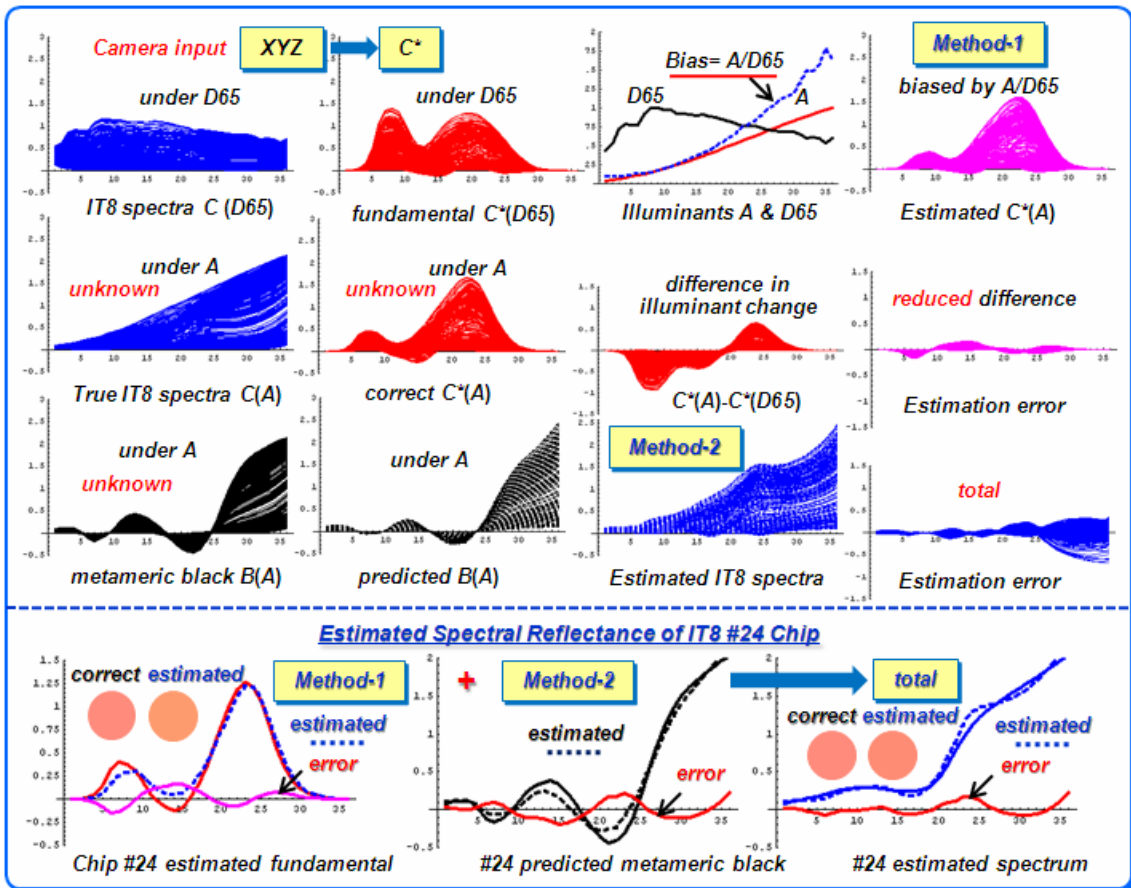 Camera input
XYZ
C*
Bias= A/D65
Method-1
under D65
under D65
D65
A
biased by A/D65
IT8 spectra C (D65)
fundamental C*(D65)
Illuminants A & D65
Estimated C*(A)
under A
unknown
under A
unknown
difference in
illuminant change
reduced difference
True IT8 spectra C(A)
correct C*(A)
C*(A)-C*(D65)
Estimation error
under A
unknown
under A
Method-2
total
metameric black B(A)
predicted B(A)
Estimated IT8 spectra
Estimation error
Estimated Spectral Reflectance of IT8 #24 Chip
correct estimated
Method-1
estimated
error
+
Method-2
estimated
error
total
correct estimated
estimated
error
Chip #24 estimated fundamental
#24 predicted metameric black
#24 estimated spectrum